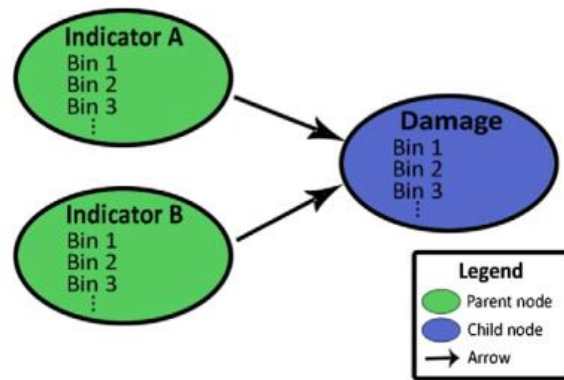 Indicator A
Bin 1
Bin 2
Bin 3
⋮
Indicator B
Bin 1
Bin 2
Bin 3
⋮
Damage
Bin 1
Bin 2
Bin 3
⋮
Legend
Parent node
Child node
Arrow